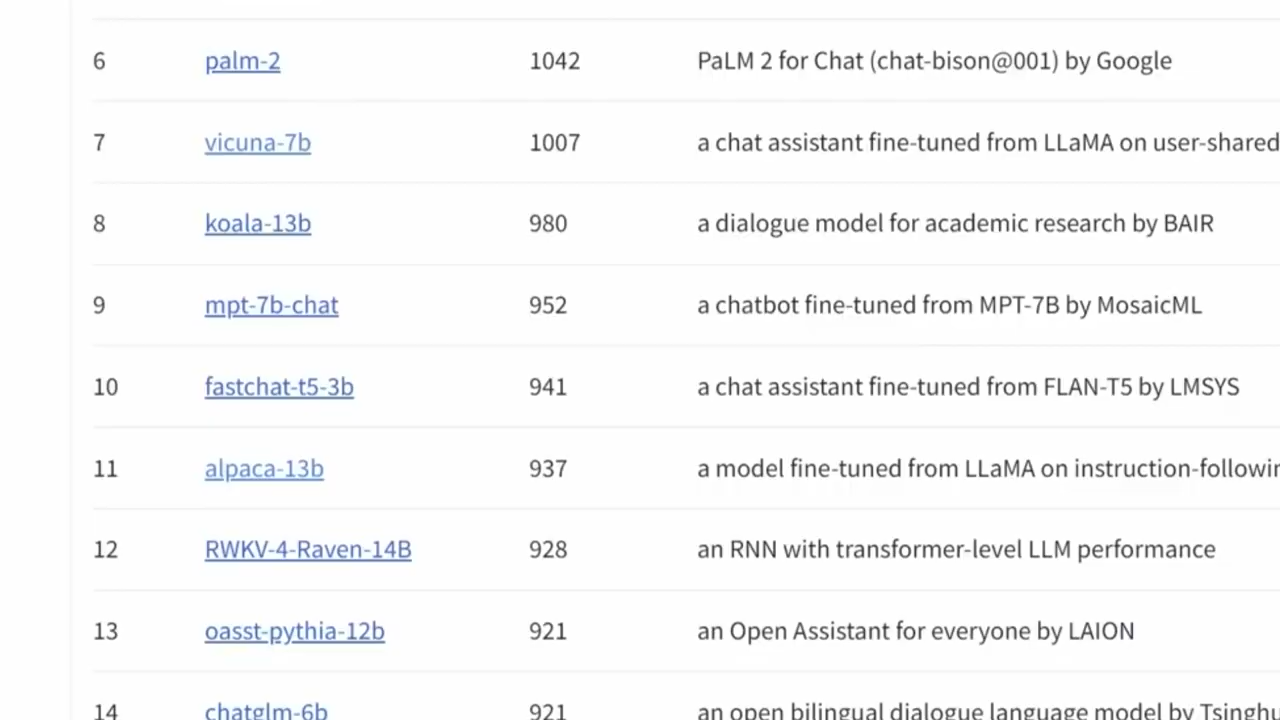 6 palm-2 1042 PaLM 2 for Chat (chat-bison@001) by Google
7 vicuna-7b 1007 a chat assistant fine-tuned from LLaMA on user-shared
8 koala-13b 980 a dialogue model for academic research by BAIR
9 mpt-7b-chat 952 a chatbot fine-tuned from MPT-7B by MosaicML
10 fastchat-t5-3b 941 a chat assistant fine-tuned from FLAN-T5 by LMSYS
11 alpaca-13b 937 a model fine-tuned from LLaMA on
12 RWKV-4-Raven-14B 928 an RNN with transformer-level LLM performance
13 oasst-pythia-12b 921 an Open Assistant for everyone by LAION
14 chatglm-6b 921 an open bilingual dialogue language model by